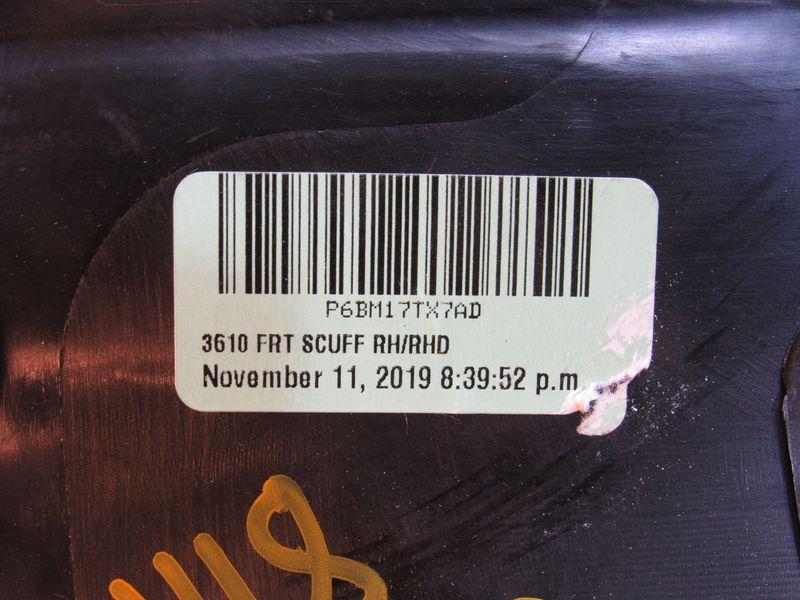 P6BM17TX7AD
3610 FRT SCUFF RH/RHD
November 11, 2019 8:39:52 p.m